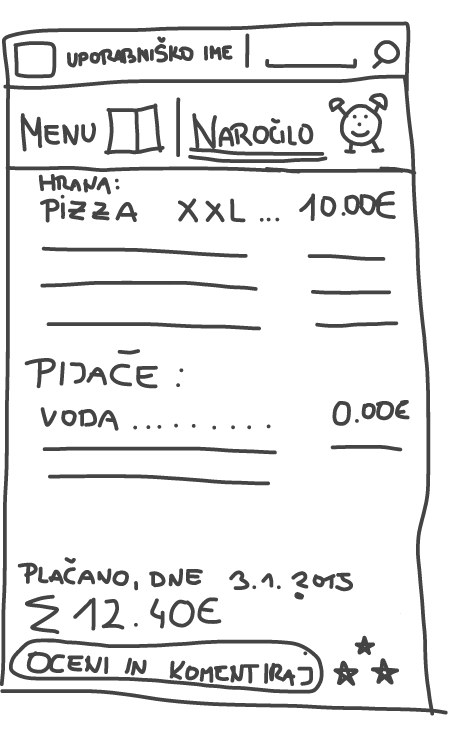 UPORABNIŠKO IME
MENU NAROČILO
HRANA:
PIZZA XXL ... 10.00€
PIJAČE :
VODA ......... 0.00€
PLAČANO, DNE 3.1. 2015
Σ 12.40€
OCENI IN KOMENTIRAJ